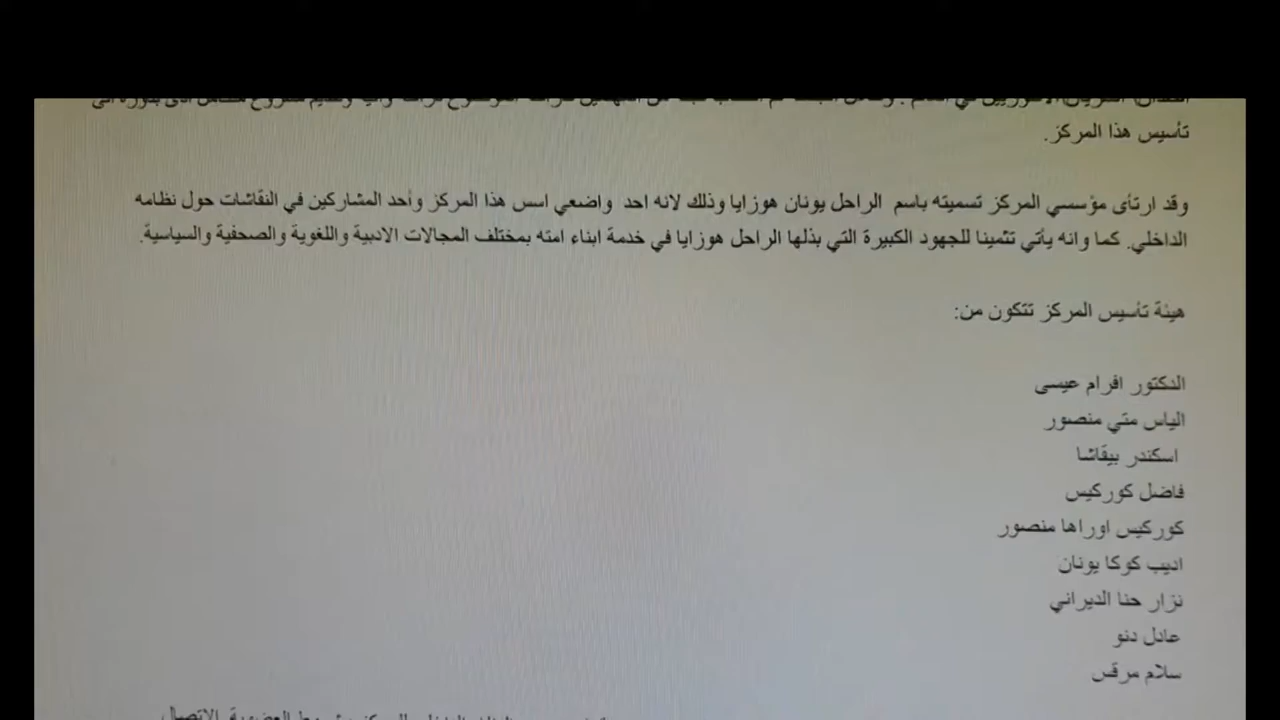 تأسيس هذا المركز.
وقد ارتأى مؤسسي المركز تسميته باسم الراحل يونان هوزايا وذلك لانه احد واضعي اسس هذا المركز وأحد المشاركين في النقاشات حول نظامه
الداخلي. كما وانه يأتي تثمينا للجهود الكبيرة التي بذلها الراحل هوزايا في خدمة ابناء امته بمختلف المجالات الادبية واللغوية والصحفية والسياسية.
هيئة تأسيس المركز تتكون من:
الدكتور افرام عيسى
الياس متي منصور
اسكندر بيقاشا
فاضل كوركيس
كوركيس اوراها منصور
اديب كوكا يونان
نزار حنا الديراني
عادل دنو
سلام مرقس